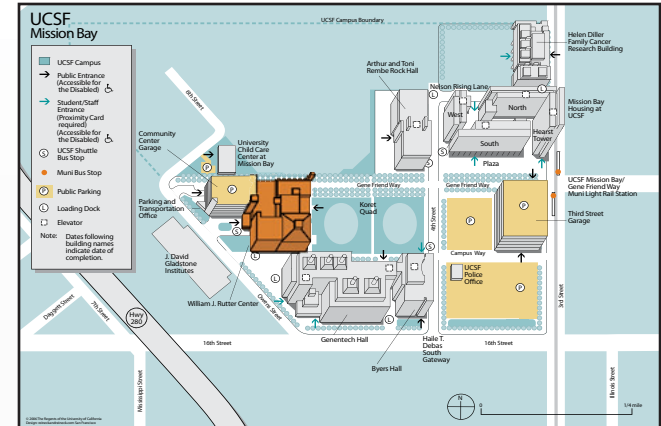 UCSF
Mission Bay
UCSF Campus
Public Entrance
(Accessible for
the Disabled)
Student/Staff
Entrance
(Proximity Card
required)
(Accessible for
the Disabled)
S
UCSF Shuttle
Bus Stop
Muni Bus Stop
P
Public Parking
L
Loading Dock
Elevator
Note: Dates following
building names
indicate date of
completion.
UCSF Campus Boundary
Helen Diller
Family Cancer
Research Building
Arthur and Toni
Rembe Rock Hall
Nelson Rising Lane
L
L
North
West
South
Hearst
Tower
Mission Bay
Housing at
UCSF
Plaza
S
S
6th Street
Community
Center
Garage
University
Child Care
Center at
Mission Bay
P
P
Gene Friend Way
Gene Friend Way
UCSF Mission Bay/
Gene Friend Way
Muni Light Rail Station
Parking and
Transportation
Office
Koret
Quad
4th Street
P
P
Third Street
Garage
S
S
L
Campus Way
J. David
Gladstone
Institutes
UCSF
Police
Office
P
William J. Rutter Center
Owens Street
L
L
3rd Street
Daggett Street
7th Street
Hwy
280
16th Street
Genentech Hall
Haile T.
Debas
South
Gateway
16th Street
Byers Hall
Mississippi Street
Illinois Street
N
0
1/4 mile